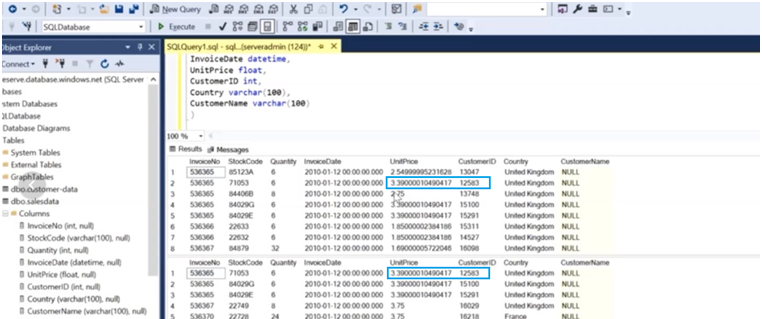 New Query
SQLDatabase
Execute
Object Explorer
SQLQuery1.sql - sql...(serveradmin (124))*
Connect
eserve.database.windows.net (SQL Server
bases
stem Databases
LDatabase
Database Diagrams
Tables
System Tables
External Tables
GraphTables
dbo.customer-data
dbo.salesdata
Columns
InvoiceNo (int, null)
StockCode (varchar(100), null)
Quantity (int, null)
InvoiceDate (datetime, null)
UnitPrice (float, null)
CustomerID (int, null)
Country (varchar(100), null)
CustomerName (varchar(100), null)
InvoiceDate datetime,
UnitPrice float,
CustomerID int,
Country varchar(100),
CustomerName varchar(100)
)
100 %
Results Messages
InvoiceNo StockCode Quantity InvoiceDate UnitPrice CustomerID Country CustomerName
1 536365 85123A 6 2010-01-12 00:00:00.000 2.54999995231628 13047 United Kingdom NULL
2 536365 71053 6 2010-01-12 00:00:00.000 3.39000010490417 12583 United Kingdom NULL
3 536365 84406B 8 2010-01-12 00:00:00.000 2.75 13748 United Kingdom NULL
4 536365 84029G 6 2010-01-12 00:00:00.000 3.39000010490417 15100 United Kingdom NULL
5 536365 84029E 6 2010-01-12 00:00:00.000 3.39000010490417 15291 United Kingdom NULL
6 536366 22633 6 2010-01-12 00:00:00.000 1.85000002384186 15311 United Kingdom NULL
7 536366 22632 6 2010-01-12 00:00:00.000 1.85000002384186 14527 United Kingdom NULL
8 536367 84879 32 2010-01-12 00:00:00.000 1.69000005722046 16098 United Kingdom NULL
InvoiceNo StockCode Quantity InvoiceDate UnitPrice CustomerID Country CustomerName
1 536365 71053 6 2010-01-12 00:00:00.000 3.39000010490417 12583 United Kingdom NULL
2 536365 84029G 6 2010-01-12 00:00:00.000 3.39000010490417 15100 United Kingdom NULL
3 536365 84029E 6 2010-01-12 00:00:00.000 3.39000010490417 15291 United Kingdom NULL
4 536367 22749 8 2010-01-12 00:00:00.000 3.75 16029 United Kingdom NULL
5 536370 22728 24 2010-01-12 00:00:00.000 3.75 16218 France NULL